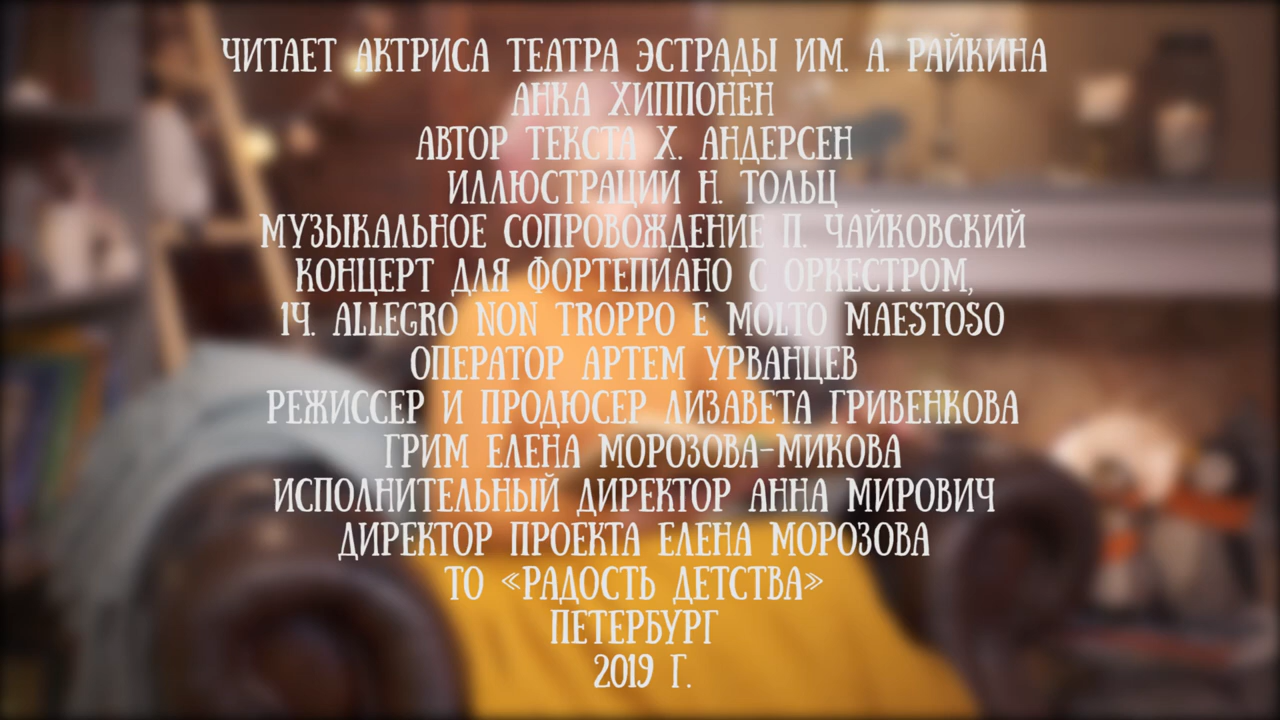 ЧИТАЕТ АКТРИСА ТЕАТРА ЭСТРАДЫ ИМ. А. РАЙКИНА
АНКА ХИППОНЕН
АВТОР ТЕКСТА Х. АНДЕРСЕН
ИЛЛЮСТРАЦИИ Н. ТОЛЬЦ
МУЗЫКАЛЬНОЕ СОПРОВОЖДЕНИЕ П. ЧАЙКОВСКИЙ
КОНЦЕРТ ДЛЯ ФОРТЕПИАНО С ОРКЕСТРОМ,
1Ч. ALLEGRO NON TROPPO E MOLTO MAESTOSO
ОПЕРАТОР АРТЕМ УРВАНЦЕВ
РЕЖИССЕР И ПРОДЮСЕР ЛИЗАВЕТА ГРИВЕНКОВА
ГРИМ ЕЛЕНА МОРОЗОВА-МИКОВА
ИСПОЛНИТЕЛЬНЫЙ ДИРЕКТОР АННА МИРОВИЧ
ДИРЕКТОР ПРОЕКТА ЕЛЕНА МОРОЗОВА
ТО «РАДОСТЬ ДЕТСТВА»
ПЕТЕРБУРГ
2019 Г.